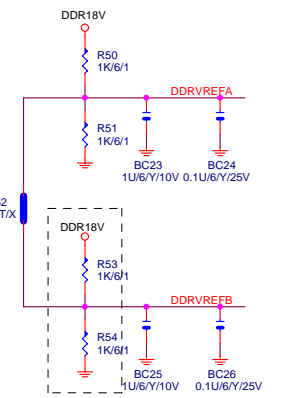 DDR18V
R50
1K/6/1
DDRVREFA
R51
1K/6/1
BC23
1U/6/Y/10V
BC24
0.1U/6/Y/25V
DDR18V
R53
1K/6/1
DDRVREFB
R54
1K/6/1
BC25
1U/6/Y/10V
BC26
0.1U/6/Y/25V